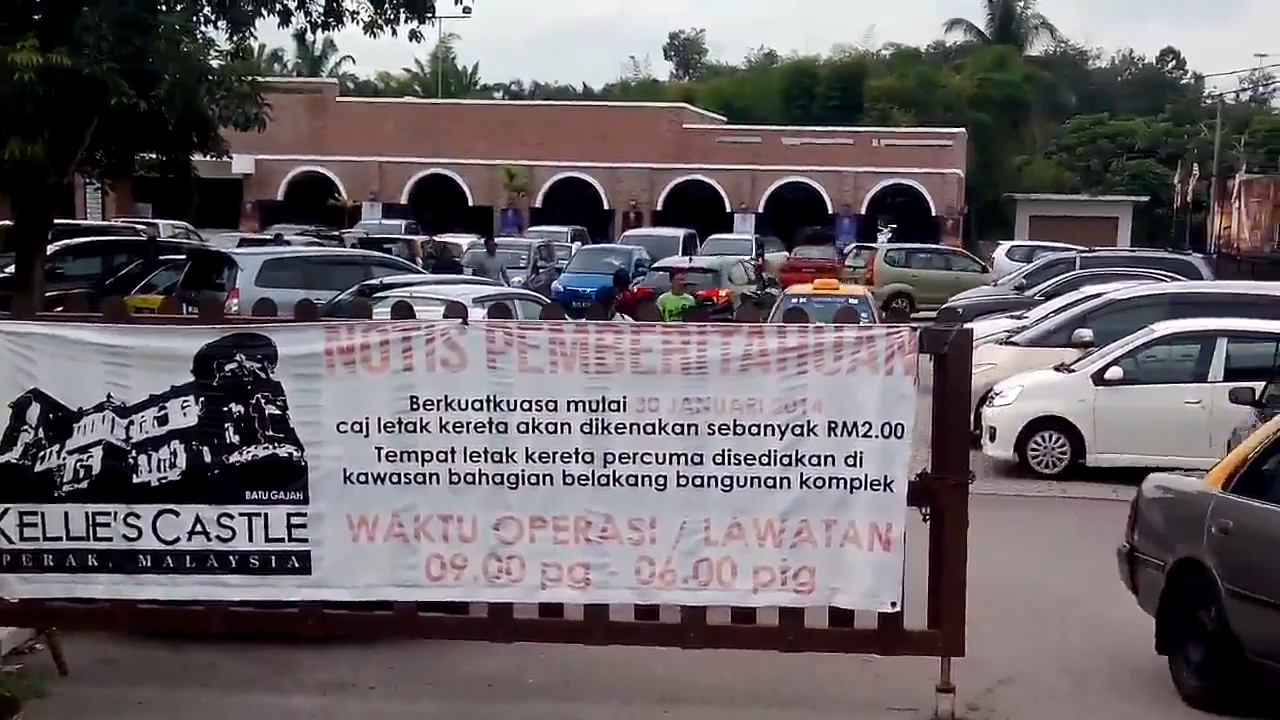 NOTIS PEMBERITAHUAN
Berkuatkuasa mulai 30 JANUARI 2014
caj letak kereta akan dikenakan sebanyak RM2.00
Tempat letak kereta percuma disediakan di
kawasan bahagian belakang bangunan komplek
WAKTU OPERASI / LAWATAN
09.00 pg - 06.00 ptg
BATU GAJAH
KELLIE'S CASTLE
PERAK, MALAYSIA